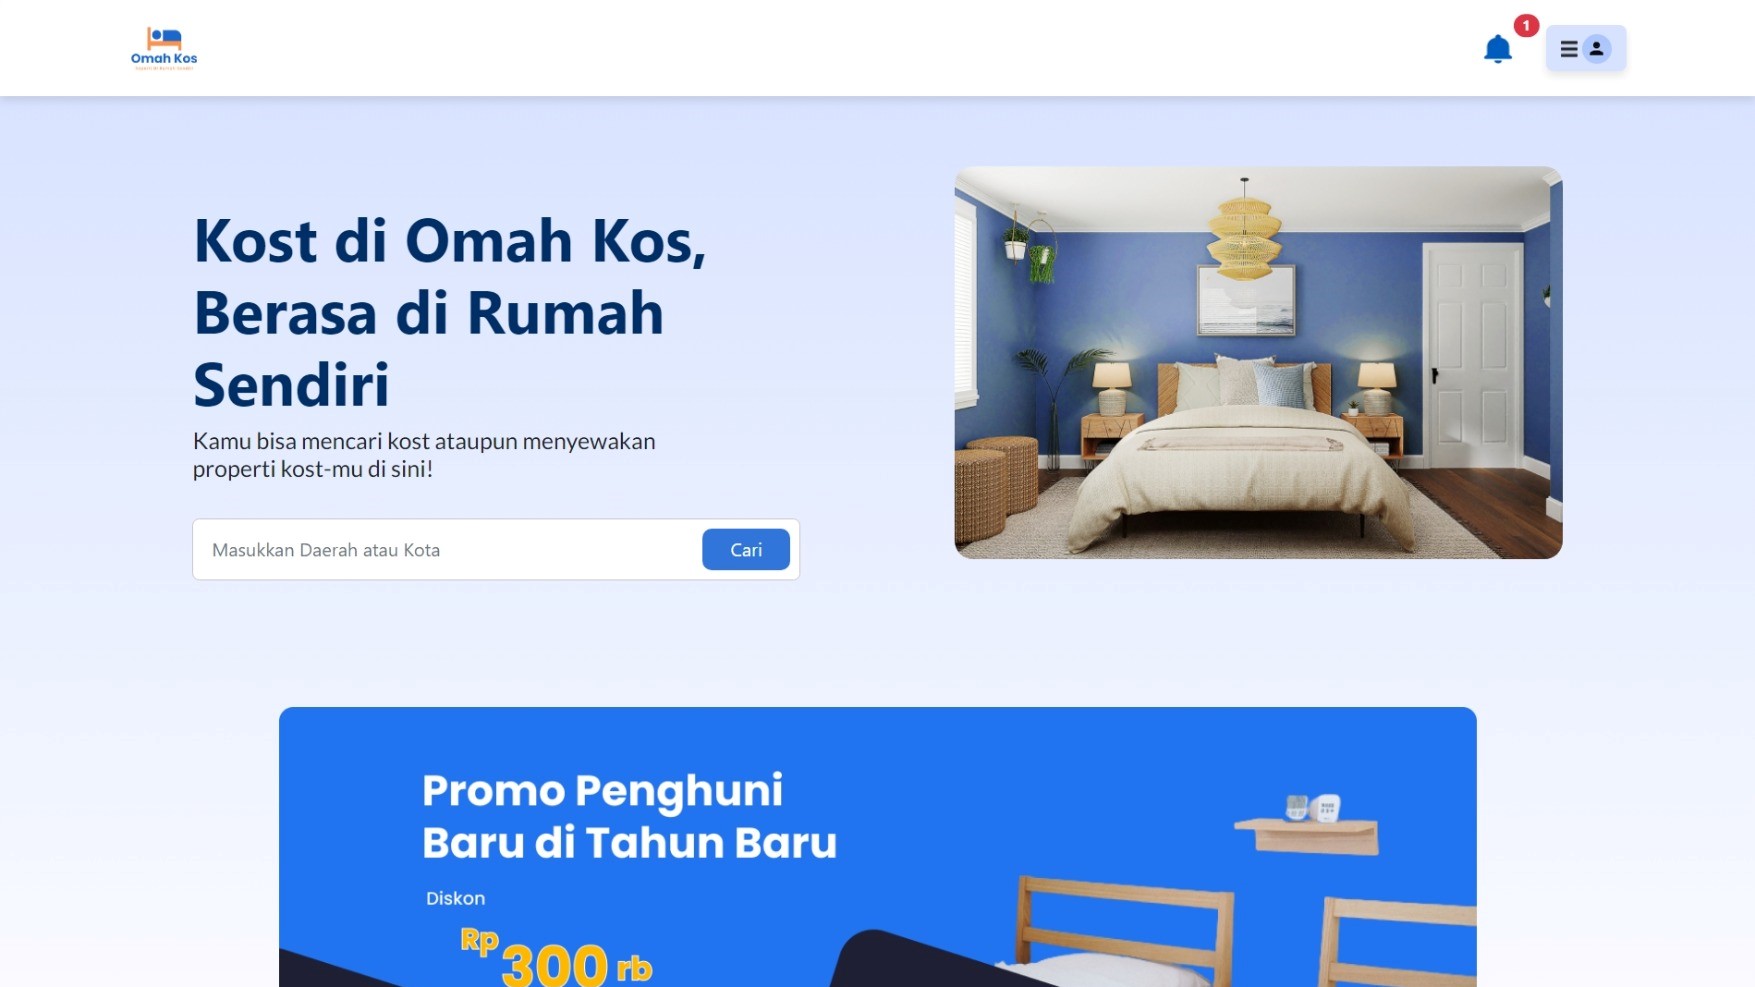 Omah Kos
1
Kost di Omah Kos,
Berasa di Rumah
Sendiri
Kamu bisa mencari kost ataupun menyewakan
properti kost-mu di sini!
Masukkan Daerah atau Kota
Cari
Promo Penghuni
Baru di Tahun Baru
Diskon
Rp 300 rb